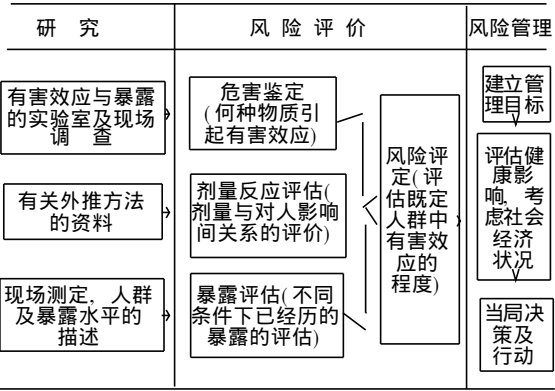 研 究
风 险 评 价
风险管理
有害效应与暴露
的实验室及现场
调 查
有关外推方法
的资料
现场测定, 人群
及暴露水平的
描述
危害鉴定
(何种物质引
起有害效应)
剂量反应评估(
剂量与对人影响
间关系的评价)
暴露评估(不同
条件下已经历的
暴露的评估)
风险评
定(评
估既定
人群中
有害效
应的
程度)
建立管
理目标
评估健
康影
响, 考
虑社会
经济
状况
当局决
策及
行动